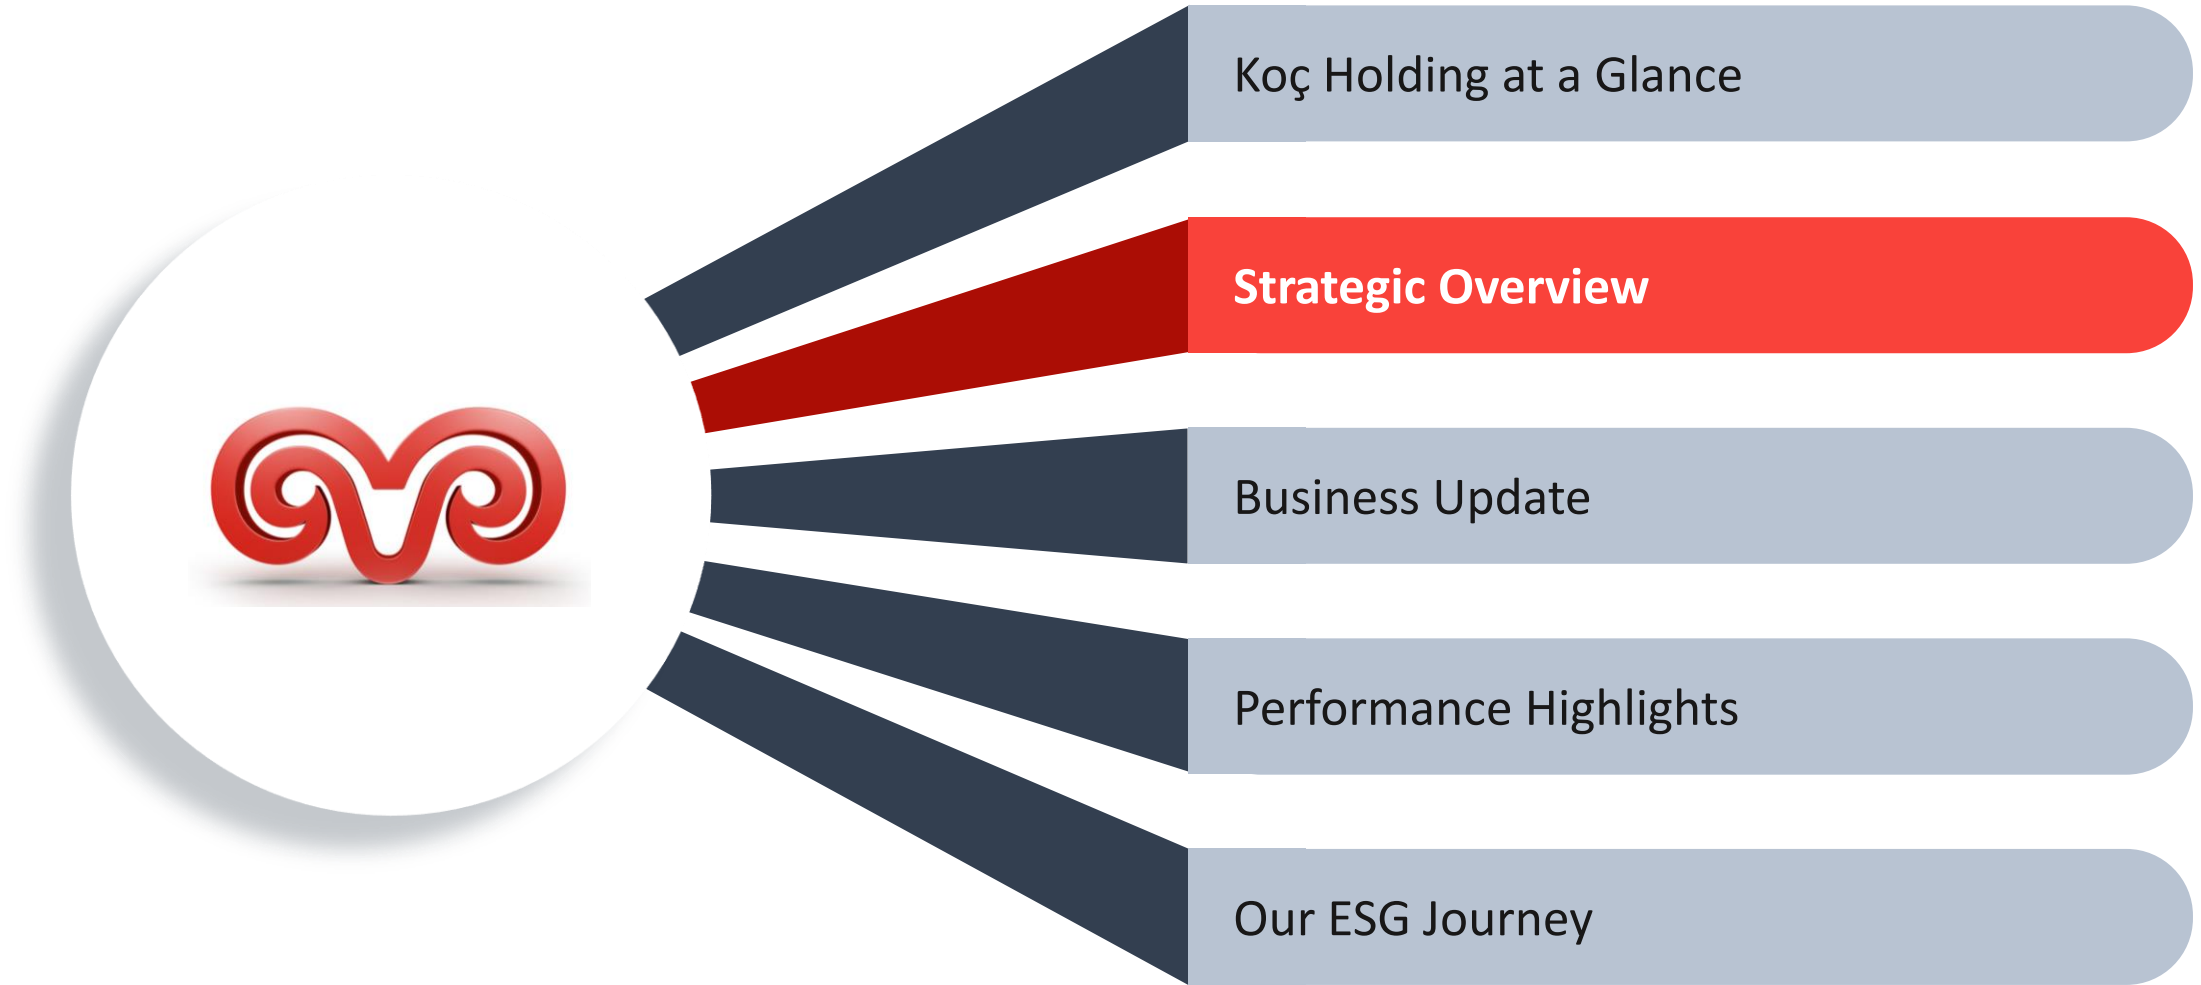 Koç Holding at a Glance
Strategic Overview
Business Update
Performance Highlights
Our ESG Journey